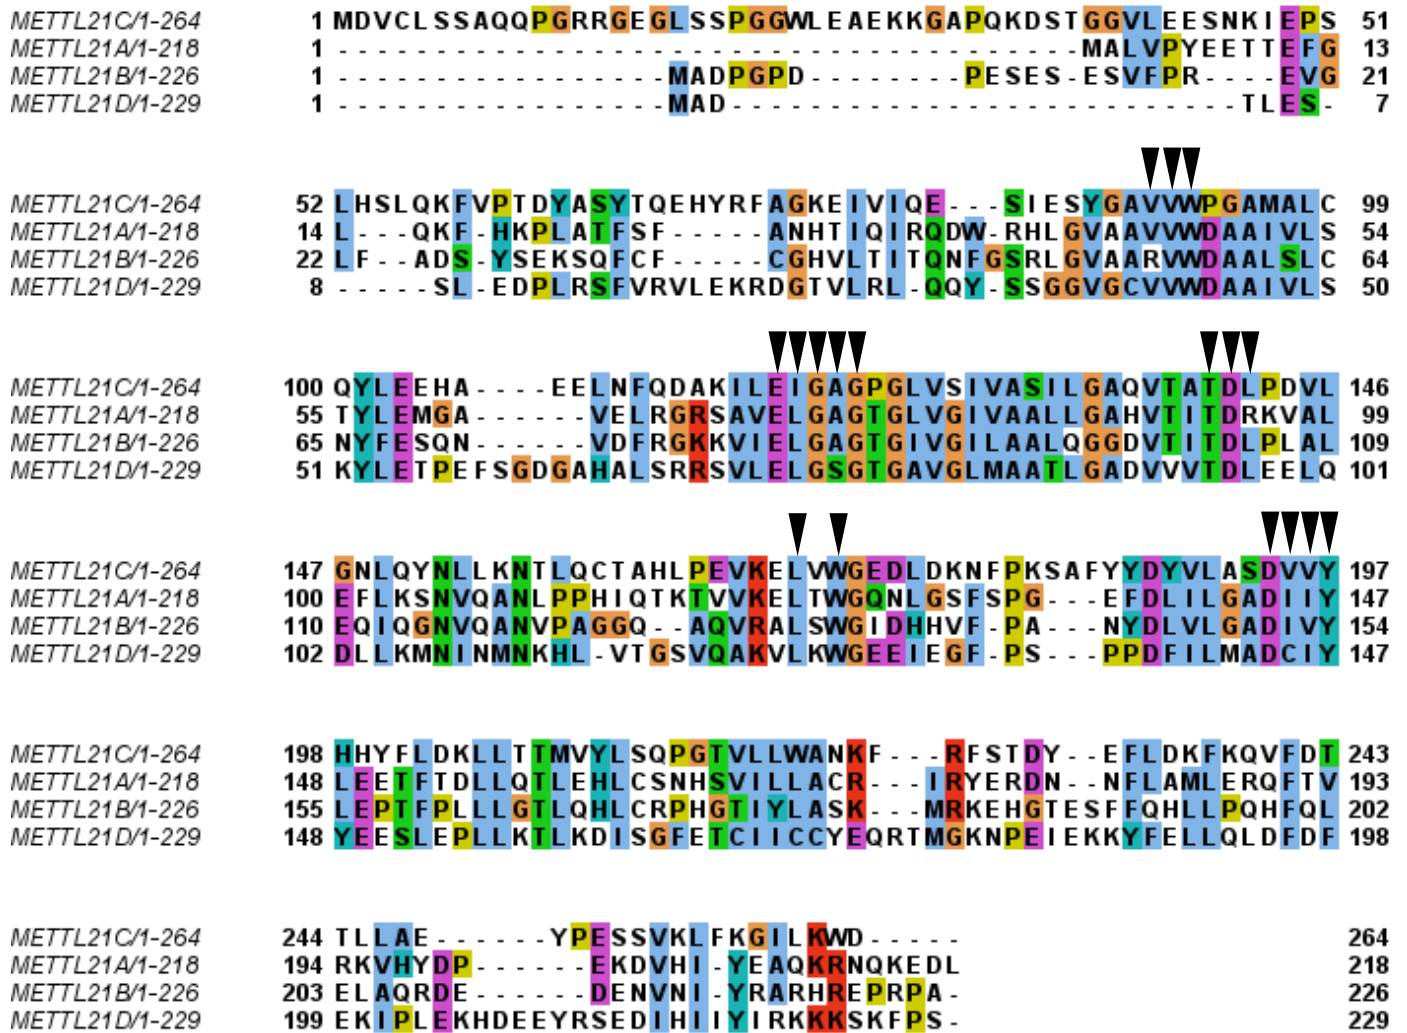 METTL21C/1-264 1 MDVCLSSAQQPGRRGEGLSSPGGWLEAEKKGAPQKDSTGGVLEESNKIEPS 51
METTL21A/1-218 1 --------------------------------------MALVPYEETTEFG 13
METTL21B/1-226 1 -----------------MADPGPD--------PESES-ESVFPR----EVG 21
METTL21D/1-229 1 -----------------MAD--------------------------TLES- 7
METTL21C/1-264 52 LHSLQKFVPTDYASYTQEHYRFAGKEIVIQE---SIESYGAVVWPGAMALC 99
METTL21A/1-218 14 L---QKF-HKPLATFSF-----ANHTIQIRQDW-RHLGVAAVVWDAAIVLS 54
METTL21B/1-226 22 LF--ADS-YSEKSQFCF-----CGHVLTITQNFGSRLGVAARVWDAALSLC 64
METTL21D/1-229 8 -----SL-EDPLRSFVRVLEKRDGTVLRL-QQY-SSGGVGCVVWDAAIVLS 50
METTL21C/1-264 100 QYLEEHA----EELNFQDAKILEIGAGPGLVSIVASILGAQVTATDLPDVL 146
METTL21A/1-218 55 TYLEMGA------VELRGRSAVELGAGTGLVGIVAALLGAHVTITDRKVAL 99
METTL21B/1-226 65 NYFESQN------VDFRGKKVIELGAGTGIVGILAALQGGDVTITDLPLAL 109
METTL21D/1-229 51 KYLETPEFSGDGAHALSRRSVLELGSGTGAVGLMAATLGADVVVTDLEELQ 101
METTL21C/1-264 147 GNLQYNLLKNTLQCTAHLPEVKELVWGEDLDKNFPKSAFYYDYVLASDVVY 197
METTL21A/1-218 100 EFLKSNVQANLPPHIQTKTVVKELTWGQNLGSFSPG---EFDLILGADIIY 147
METTL21B/1-226 110 EQIQGNVQANVPAGGQ--AQVRALSWGIDHHVF-PA---NYDLVLGADIVY 154
METTL21D/1-229 102 DLLKMNINMNKHL-VTGSVQAKVLKWGEEIEGF-PS---PPDFILMADCIY 147
METTL21C/1-264 198 HHYFLDKLLTTMVYLSQPGTVLLWANKF---RFSTDY--EFLDKFKQVFDT 243
METTL21A/1-218 148 LEETFTDLLQTLEHLCSNHSVILLACR---IRYERDN--NFLAMLERQFTV 193
METTL21B/1-226 155 LEPTFPLLLGTLQHLCRPHGTIYLASK---MRKEHGTESFFQHLLPQHFQL 202
METTL21D/1-229 148 YEESLEPLLKTLKDISGFETCIICCYEQRTMGKNPEIEKKYFELLQLDFDF 198
METTL21C/1-264 244 TLLAE------YPESSVKLFKGILKWD----- 264
METTL21A/1-218 194 RKVHYDP------EKDVHI-YEAQKRNQKEDL 218
METTL21B/1-226 203 ELAQRDE------DENVNI-YRARHREPRPA- 226
METTL21D/1-229 199 EKIPLEKHDEEYRSEDIHIIYIRKKKSKFPS- 229